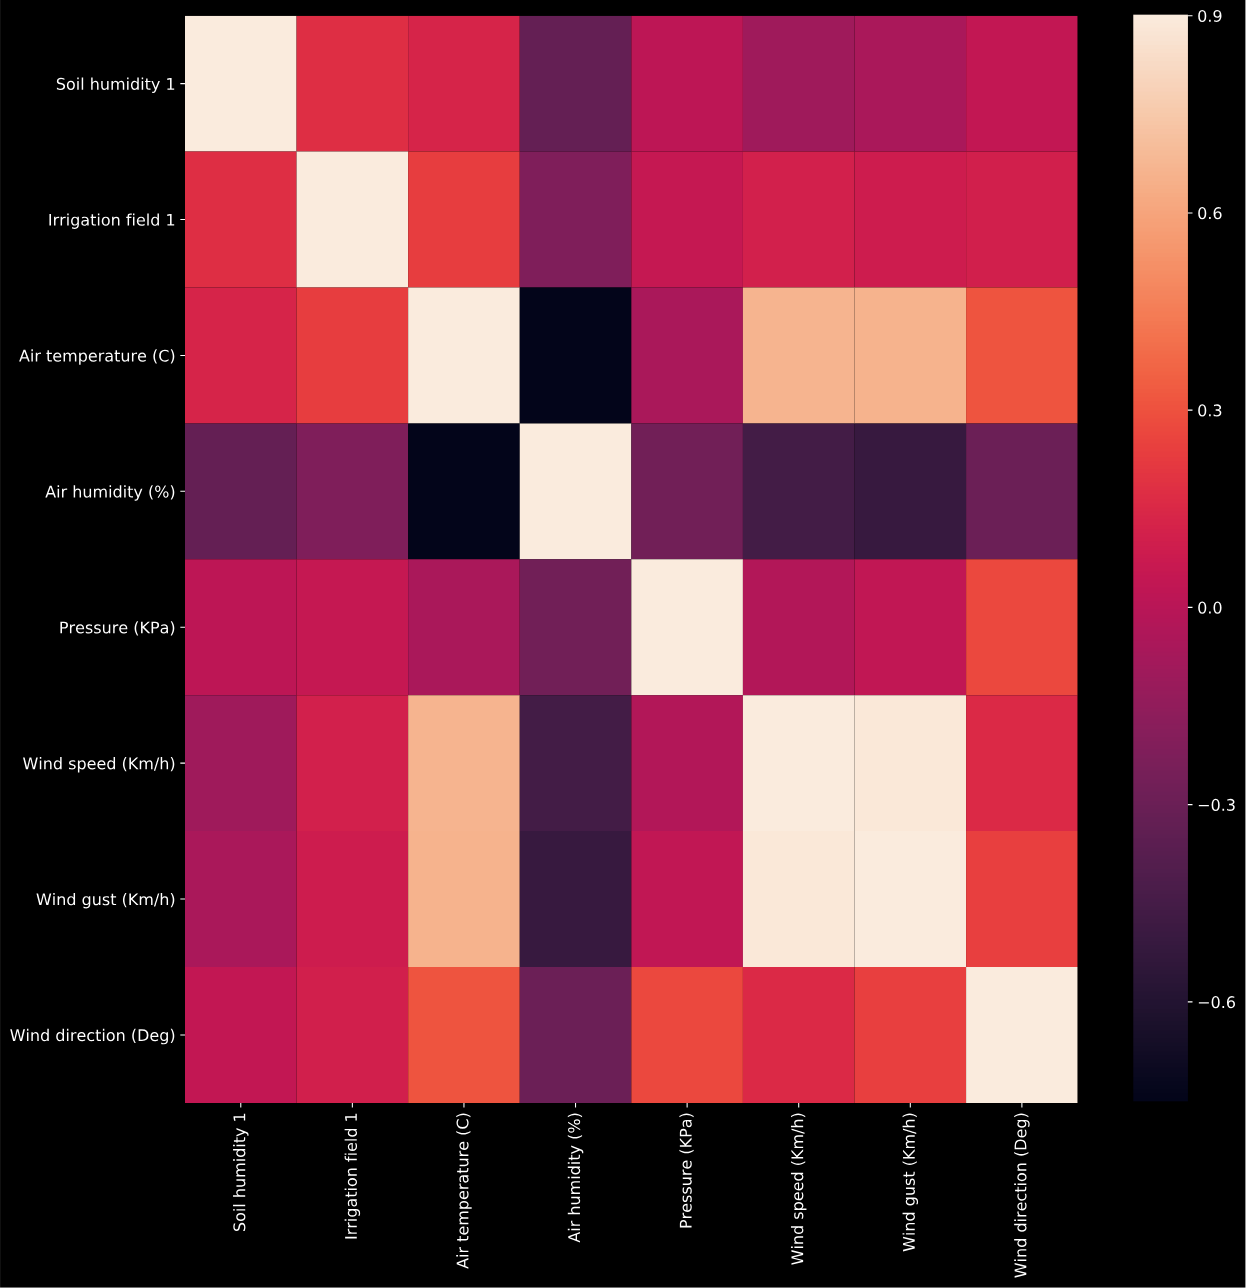 Soil humidity 1
Irrigation field 1
Air temperature (C)
Air humidity (%)
Pressure (KPa)
Wind speed (Km/h)
Wind gust (Km/h)
Wind direction (Deg)
Soil humidity 1
Irrigation field 1
Air temperature (C)
Air humidity (%)
Pressure (KPa)
Wind speed (Km/h)
Wind gust (Km/h)
Wind direction (Deg)
0.9
0.6
0.3
0.0
−0.3
−0.6